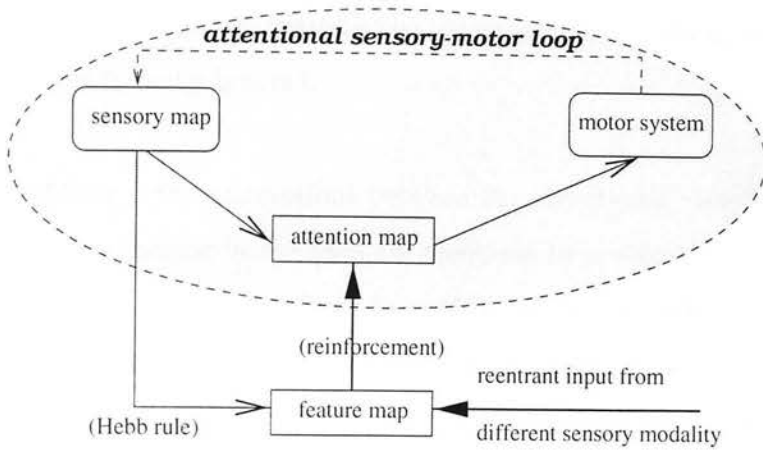 attentional sensory-motor loop
sensory map
motor system
attention map
(reinforcement)
reentrant input from
feature map
(Hebb rule)
different sensory modality